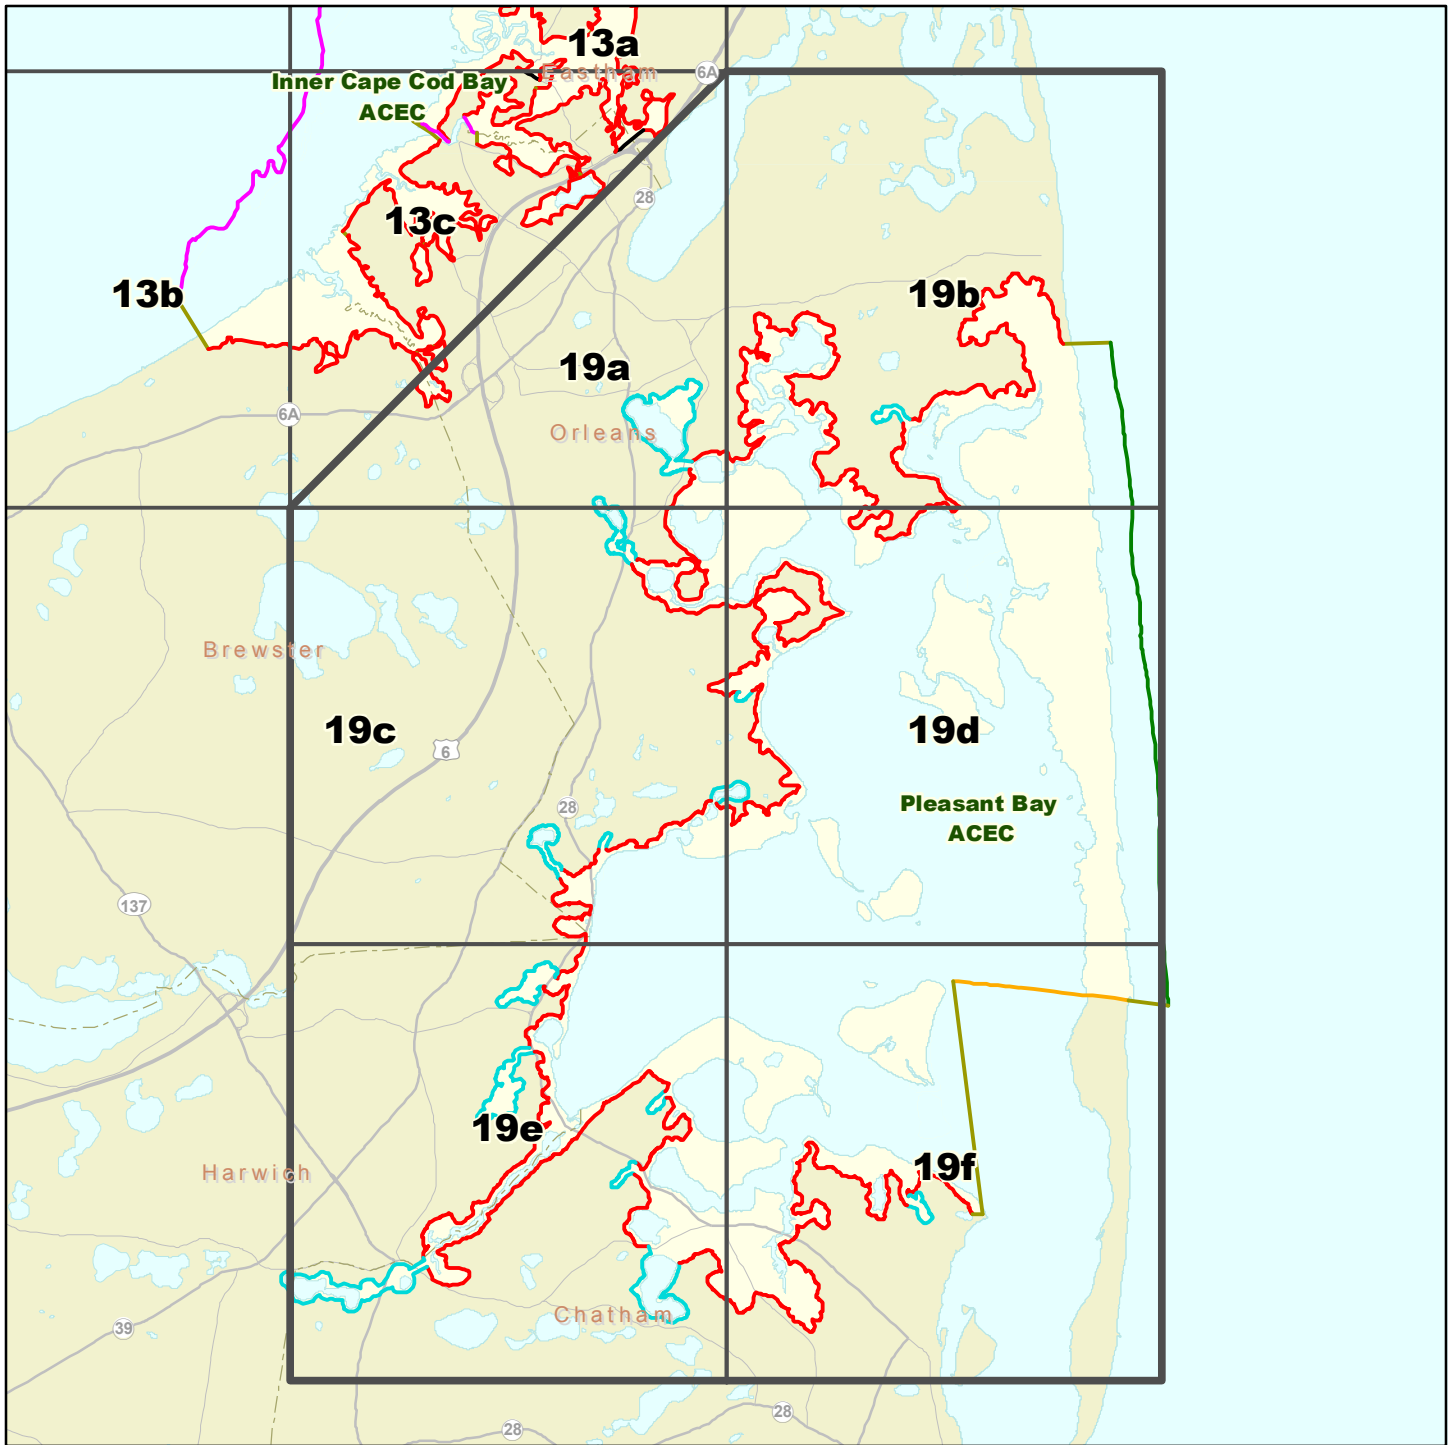 13a
Eastham
6A
Inner Cape Cod Bay
ACEC
28
13c
13b
19b
19a
6A
Orleans
Brewster
19c
19d
6
Pleasant Bay
ACEC
28
137
19e
19f
Harwich
Chatham
39
28
28